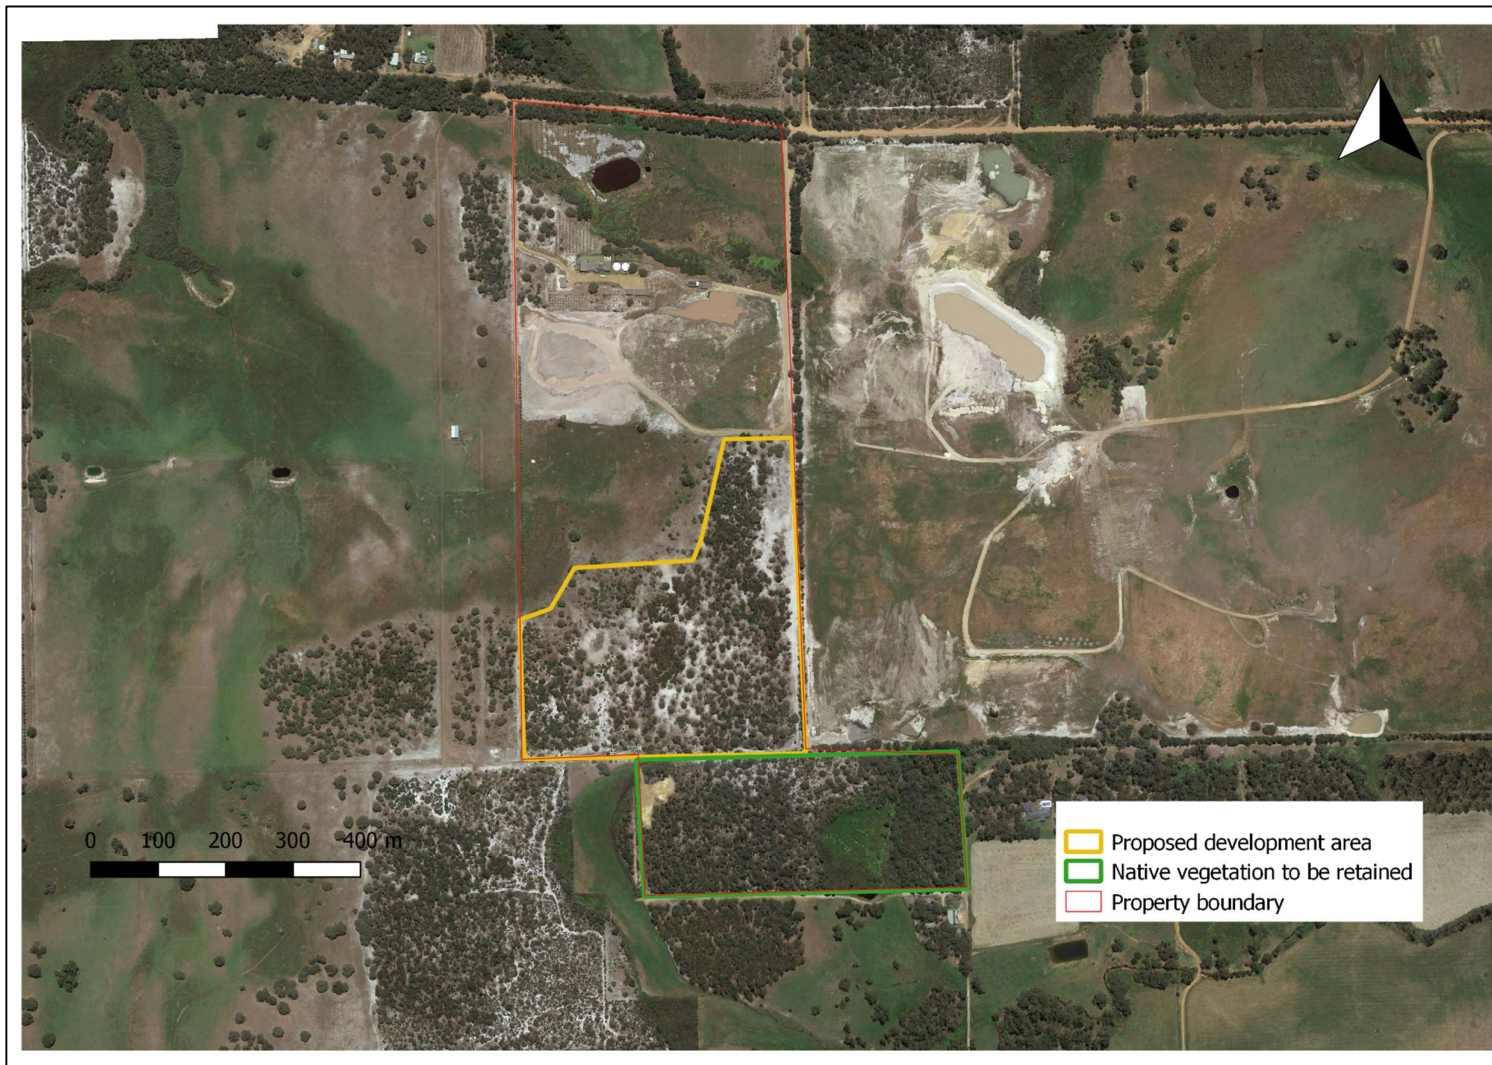 0 100 200 300 400 m
Proposed development area
Native vegetation to be retained
Property boundary